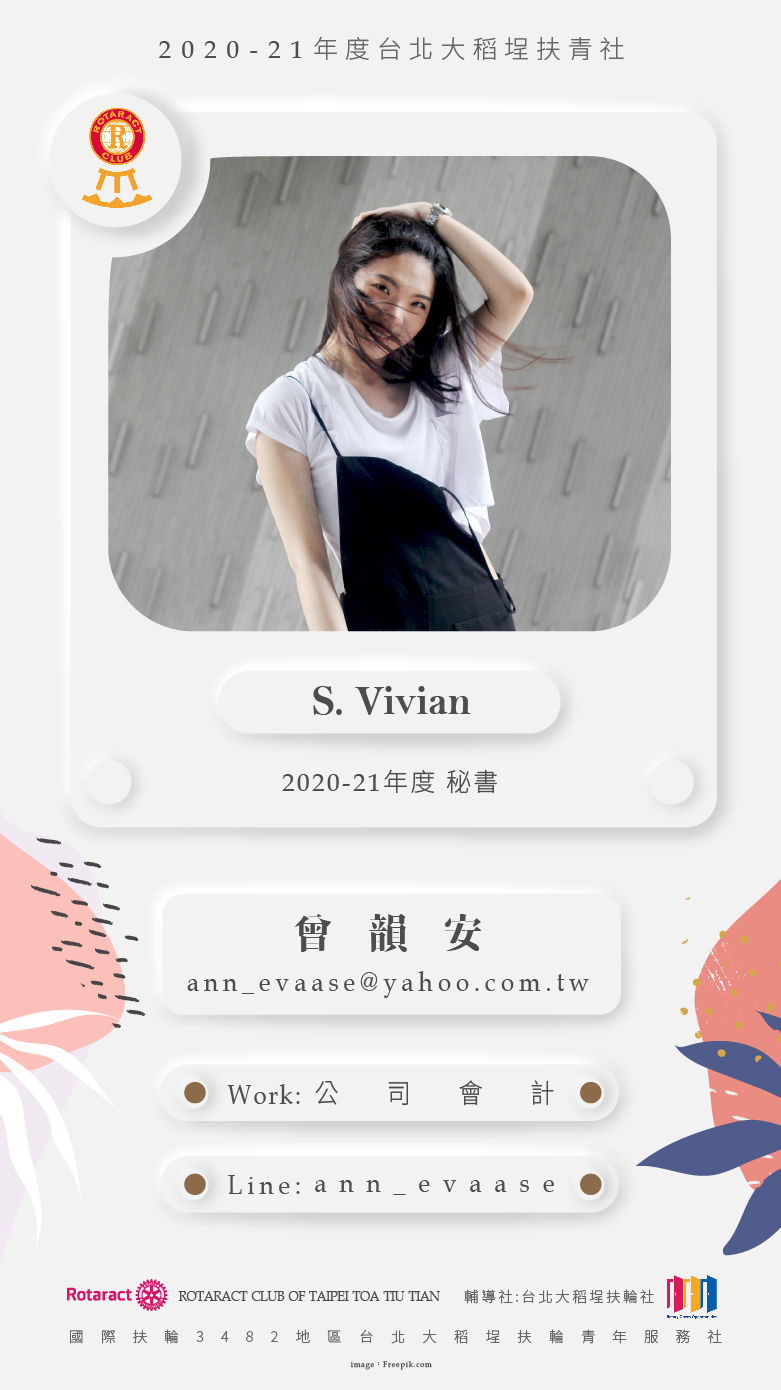 2020-21年度台北大稻埕扶青社
ROTARACT
R
CLUB
S. Vivian
2020-21年度 秘書
曾韻安
ann_evaase@yahoo.com.tw
Work: 公司會計
Line: ann_evaase
Rotaract ROTARACT CLUB OF TAIPEI TOA TIU TIAN 輔導社:台北大稻埕扶輪社
Rotary Opens Opportunities
國際扶輪3482地區台北大稻埕扶輪青年服務社
image : Freepik.com